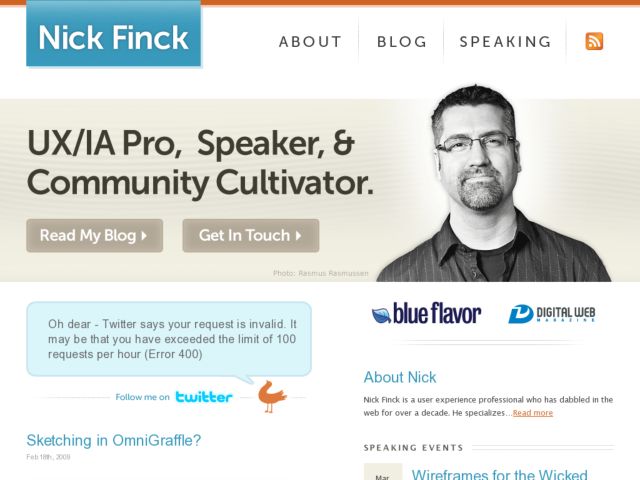 Nick Finck
ABOUT
BLOG
SPEAKING
UX/IA Pro, Speaker, &
Community Cultivator.
Read My Blog
Get In Touch
Photo: Rasmus Rasmussen
Oh dear - Twitter says your request is invalid. It
may be that you have exceeded the limit of 100
requests per hour (Error 400)
Follow me on twitter
Sketching in OmniGraffle?
Feb 18th, 2009
blue flavor
DIGITAL WEB
MAGAZINE
About Nick
Nick Finck is a user experience professional who has dabbled in the
web for over a decade. He specializes...Read more
SPEAKING EVENTS
Mar
Wireframes for the Wicked